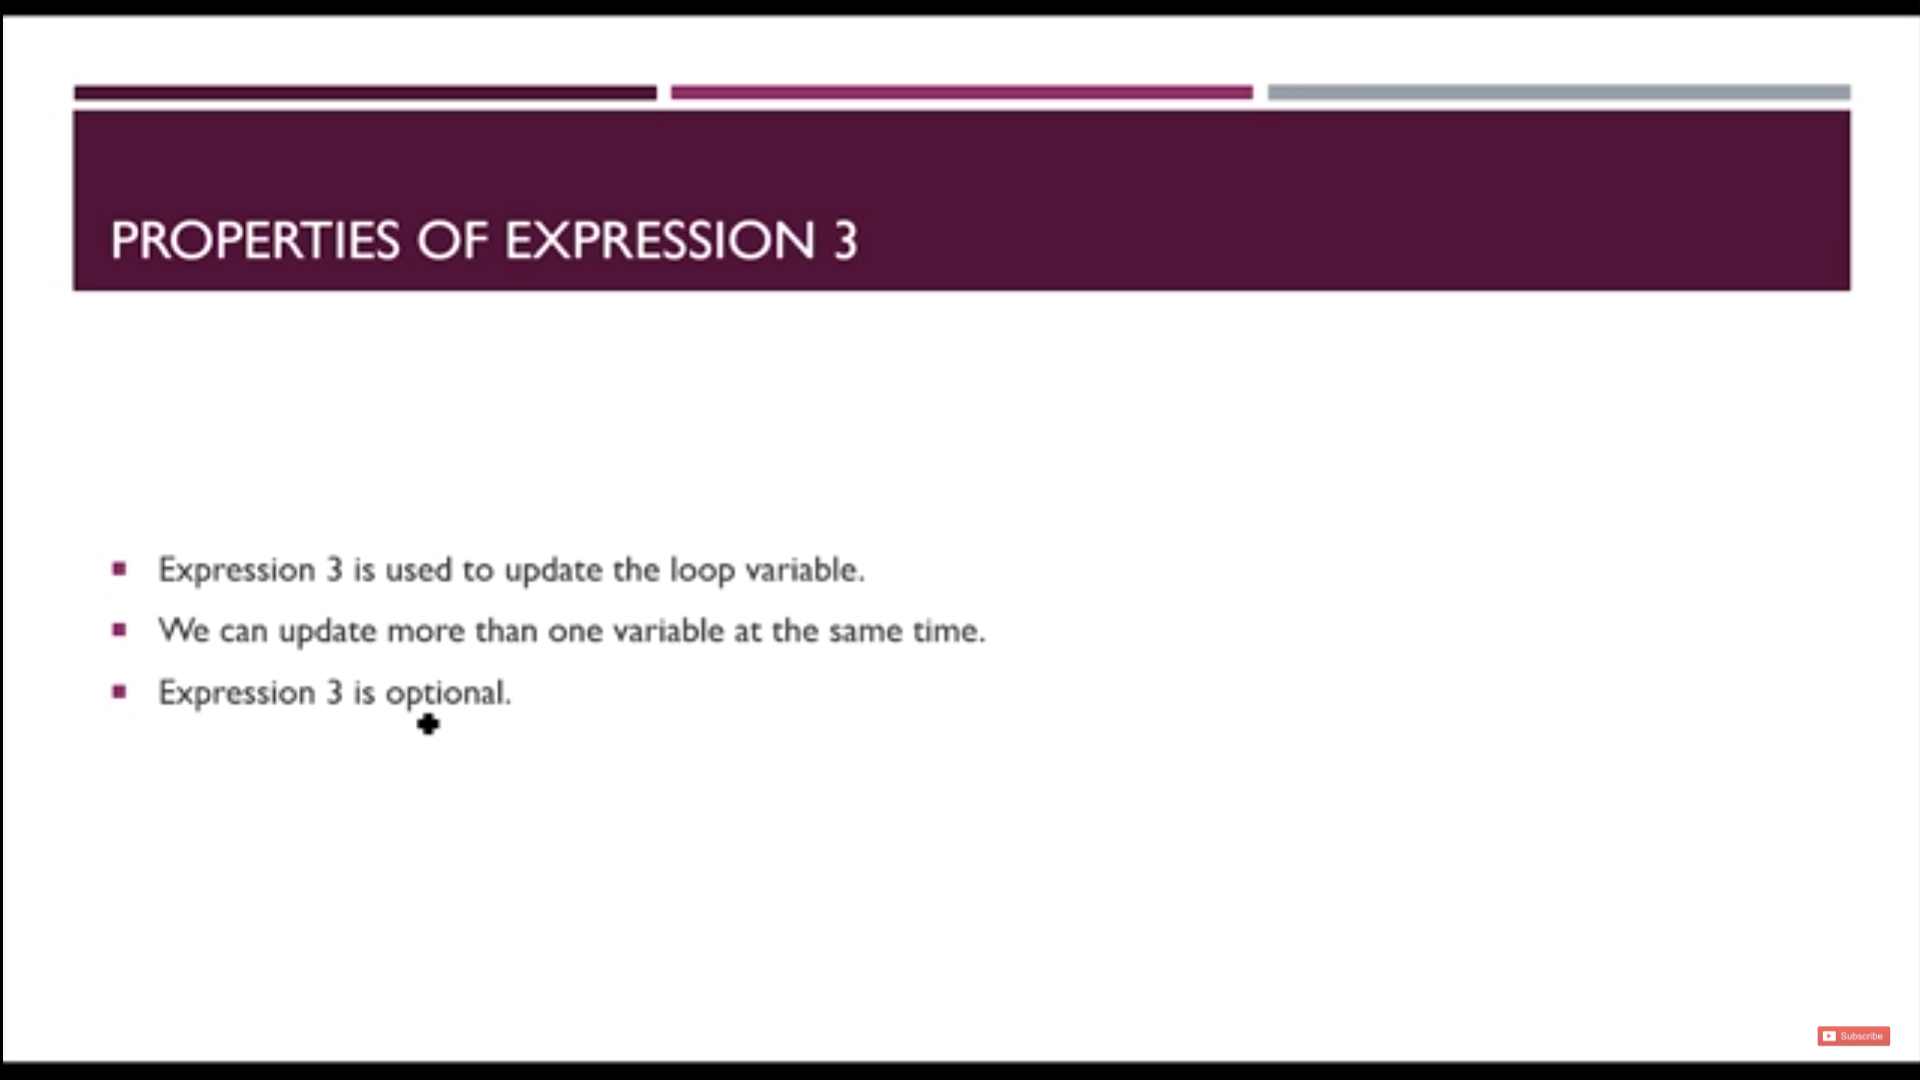 PROPERTIES OF EXPRESSION 3
Expression 3 is used to update the loop variable.
We can update more than one variable at the same time.
Expression 3 is optional.
Subscribe